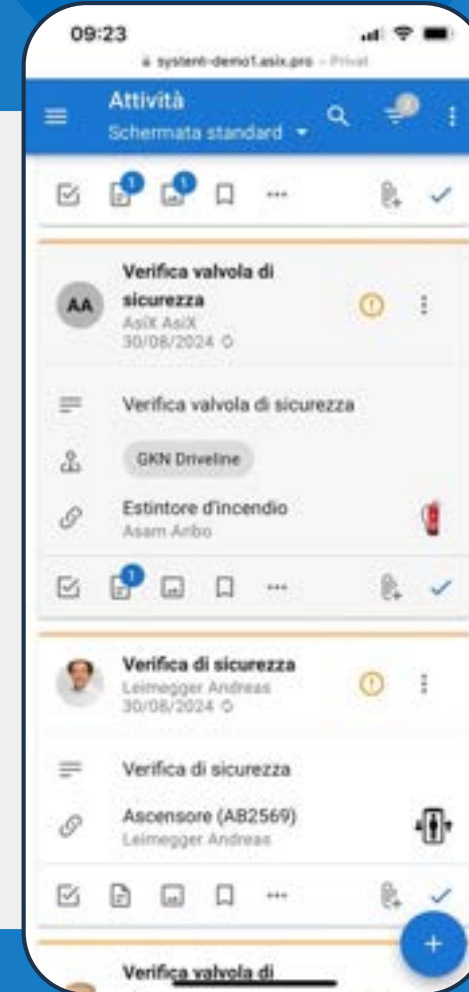 09:23
system-demo1.asix.pro – Privat
Attività
Schermata standard
1
1
Verifica valvola di
sicurezza
AA
AsiX AsiX
30/08/2024
Verifica valvola di sicurezza
GKN Driveline
Estintore d'incendio
Asam Aribo
1
Verifica di sicurezza
Leimegger Andreas
30/08/2024
Verifica di sicurezza
Ascensore (AB2569)
Leimegger Andreas
Verifica valvola di